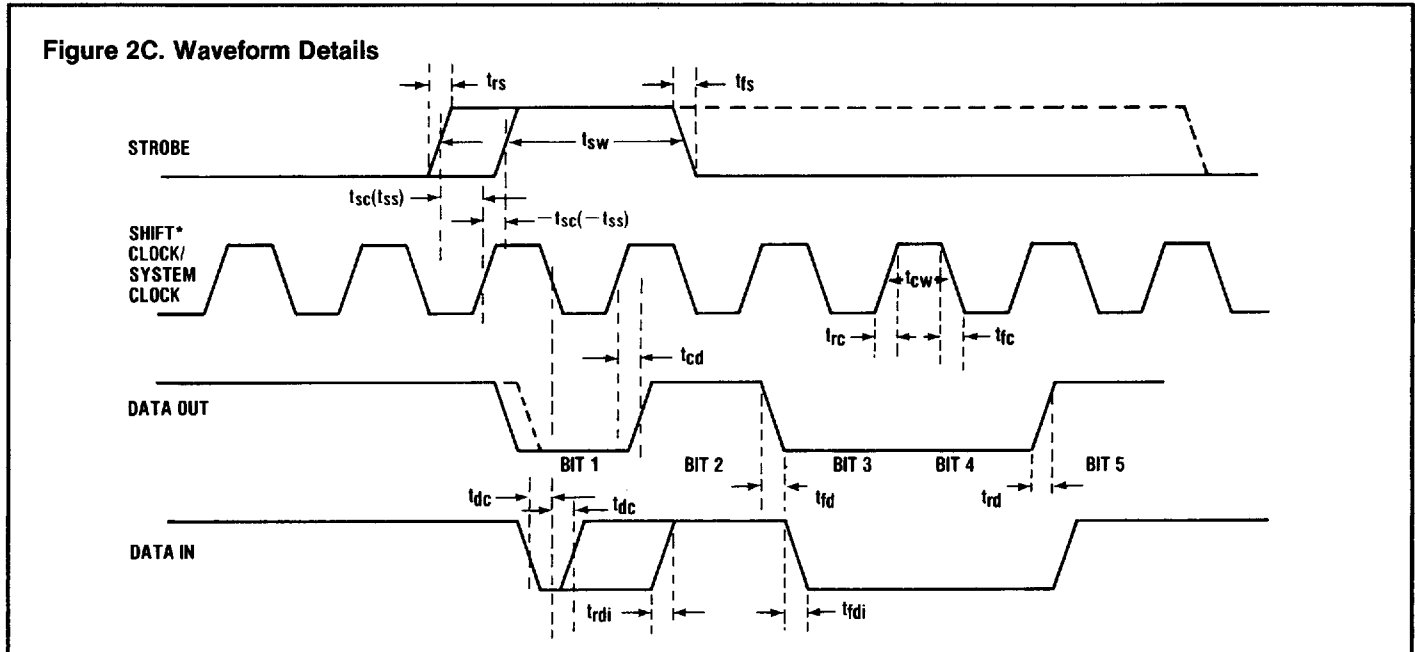 Figure 2C. Waveform Details
trs
tfs
STROBE
tsw
tsc(tss)
−tsc(−tss)
SHIFT*
CLOCK/
SYSTEM
CLOCK
tcw
trc
tfc
tcd
DATA OUT
BIT 1
BIT 2
BIT 3
BIT 4
BIT 5
tdc
tdc
tfd
trd
DATA IN
trdi
tfdi